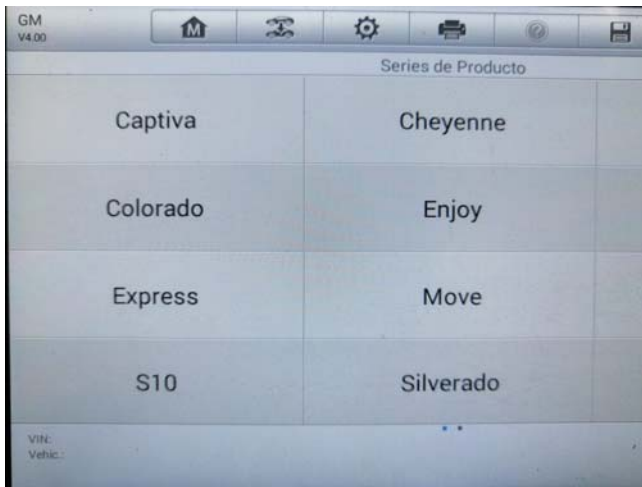 GM
V4.00
M
Series de Producto
Captiva Cheyenne
Colorado Enjoy
Express Move
S10 Silverado
VIN:
Vehic.: